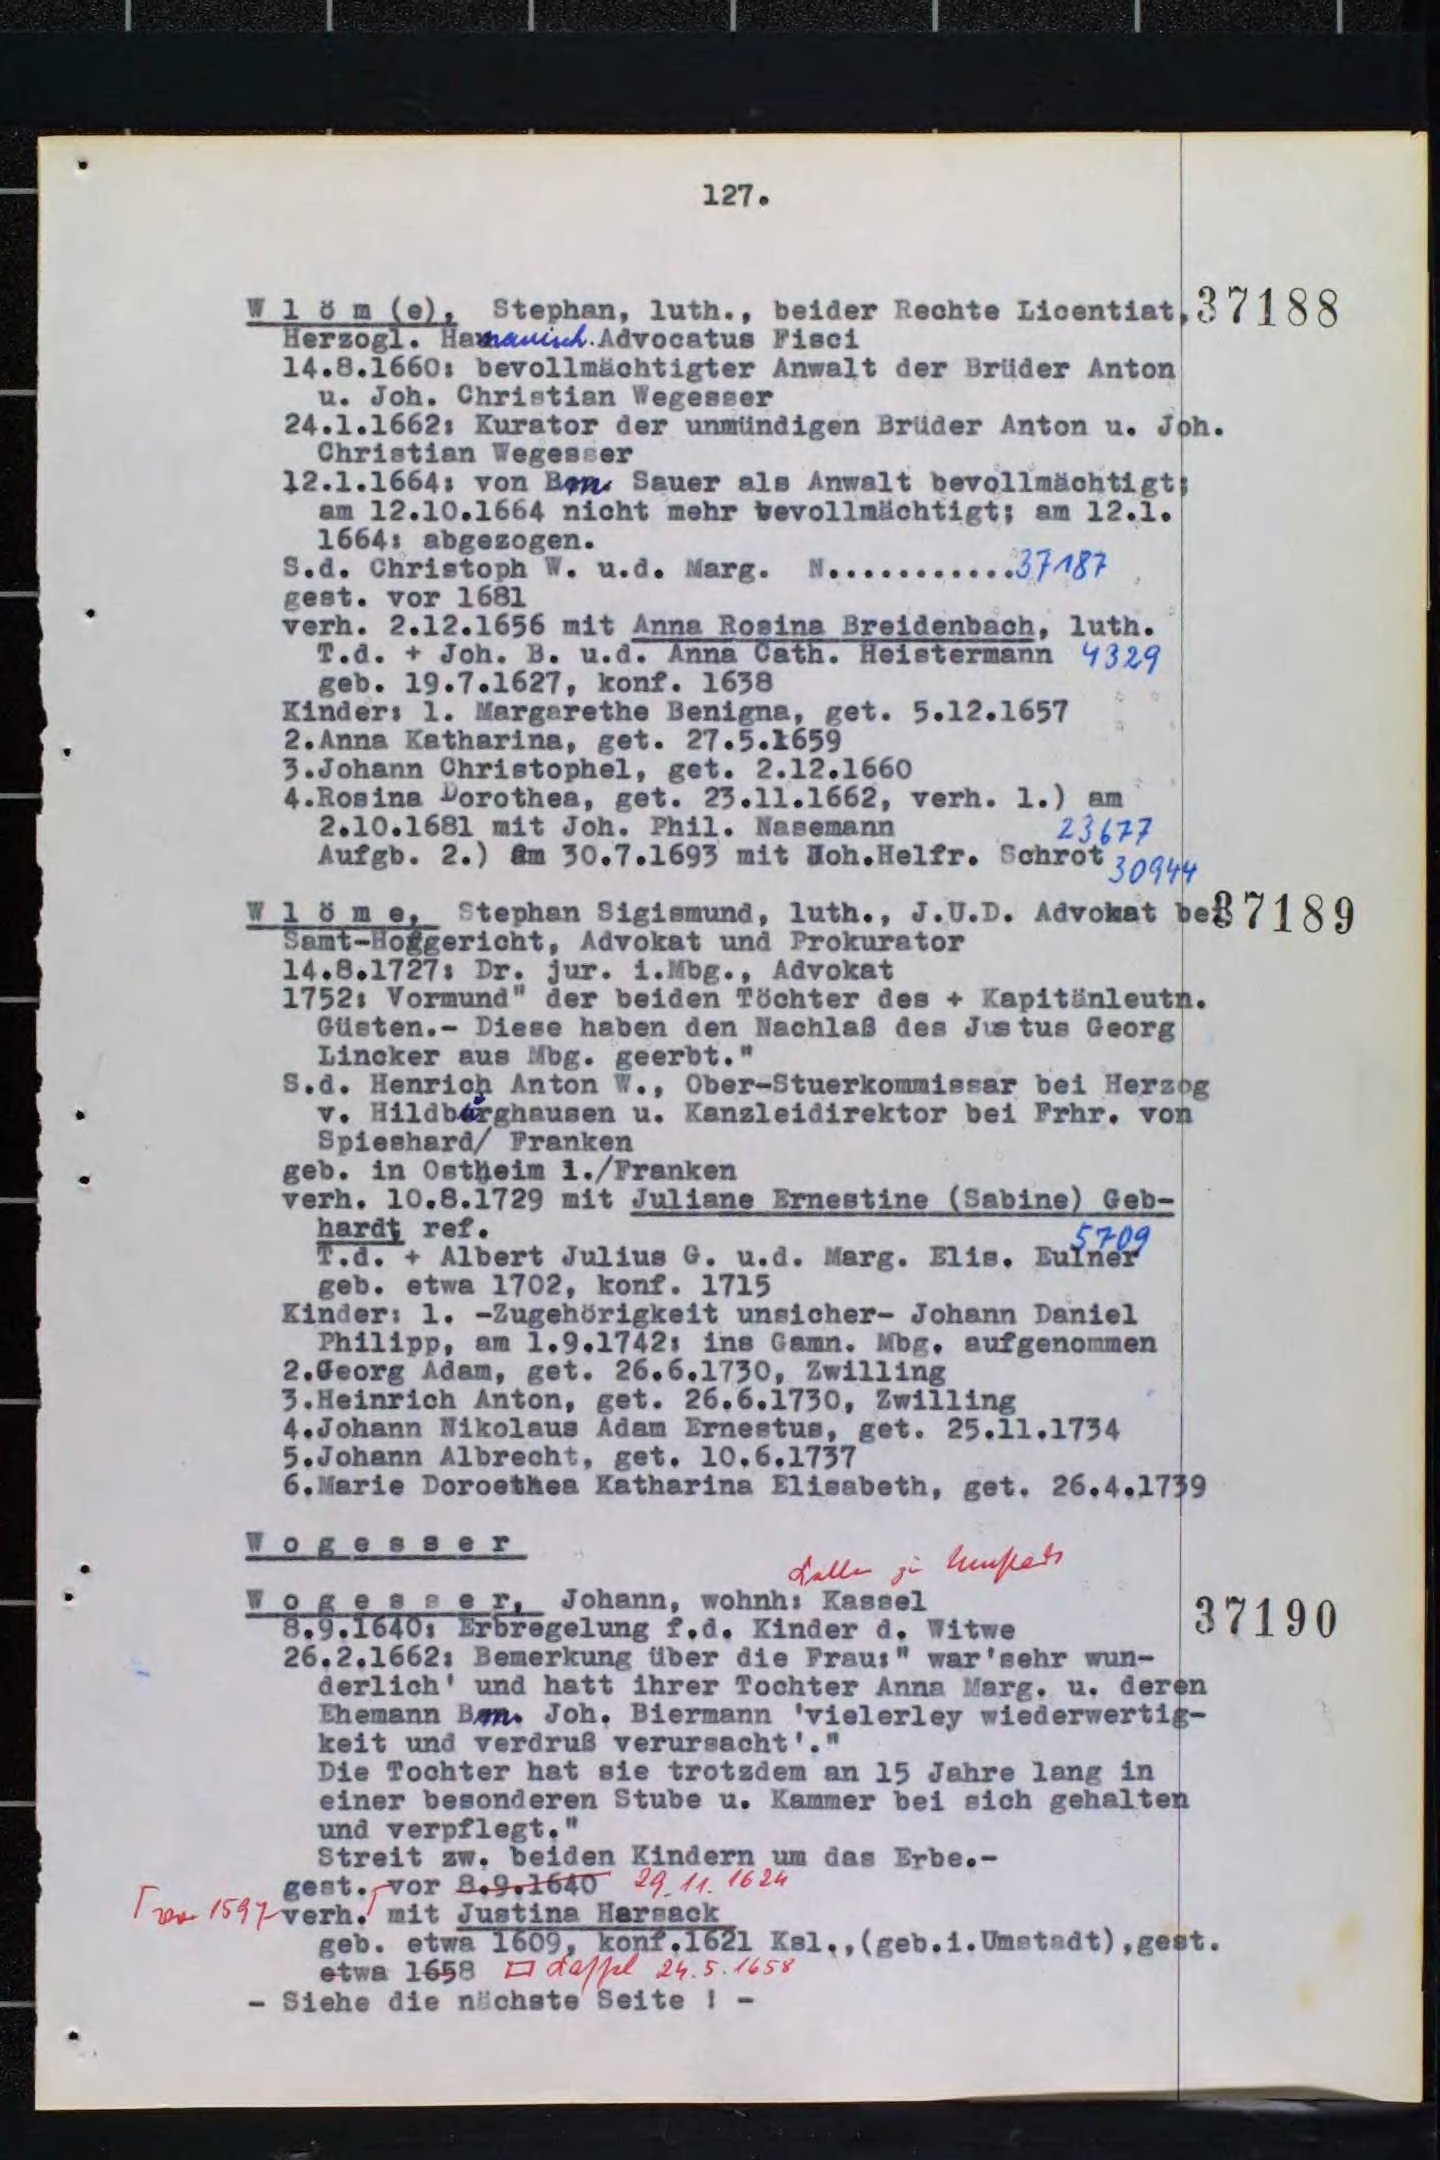 127.
W l ö m (e), Stephan, luth., beider Rechte Licentiat, 37188
Herzogl. Hamanisch. Advocatus Fisci
14.8.1660: bevollmächtigter Anwalt der Brüder Anton
u. Joh. Christian Wegesser
24.1.1662: Kurator der unmündigen Brüder Anton u. Joh.
Christian Wegesser
12.1.1664: von Bm. Sauer als Anwalt bevollmächtigt;
am 12.10.1664 nicht mehr bevollmächtigt; am 12.1.
1664: abgezogen.
S.d. Christoph W. u.d. Marg. N............37187
gest. vor 1681
verh. 2.12.1656 mit Anna Rosina Breidenbach, luth.
T.d. + Joh. B. u.d. Anna Cath. Heistermann 4329
geb. 19.7.1627, konf. 1638
Kinder: 1. Margarethe Benigna, get. 5.12.1657
2.Anna Katharina, get. 27.5.1659
3.Johann Christophel, get. 2.12.1660
4.Rosina Dorothea, get. 23.11.1662, verh. 1.) am
2.10.1681 mit Joh. Phil. Nasemann 23677
Aufgb. 2.) am 30.7.1693 mit Joh.Helfr. Schrot 30944
W l ö m e, Stephan Sigismund, luth., J.U.D. Advokat bei 37189
Samt-Hofgericht, Advokat und Prokurator
14.8.1727: Dr. jur. i.Mbg., Advokat
1752: Vormund" der beiden Töchter des + Kapitänleutn.
Güsten.- Diese haben den Nachlaß des Justus Georg
Lincker aus Mbg. geerbt."
S.d. Henrich Anton W., Ober-Stuerkommissar bei Herzog
v. Hildburghausen u. Kanzleidirektor bei Frhr. von
Spieshard/ Franken
geb. in Ostheim i./Franken
verh. 10.8.1729 mit Juliane Ernestine (Sabine) Geb-
hardt ref. 5709
T.d. + Albert Julius G. u.d. Marg. Elis. Eulner
geb. etwa 1702, konf. 1715
Kinder: 1. -Zugehörigkeit unsicher- Johann Daniel
Philipp, am 1.9.1742: ins Gamn. Mbg. aufgenommen
2.Georg Adam, get. 26.6.1730, Zwilling
3.Heinrich Anton, get. 26.6.1730, Zwilling
4.Johann Nikolaus Adam Ernestus, get. 25.11.1734
5.Johann Albrecht, get. 10.6.1737
6.Marie Doroethea Katharina Elisabeth, get. 26.4.1739
W o g e s s e r
zu
W o g e s s e r, Johann, wohnh: Kassel 37190
8.9.1640: Erbregelung f.d. Kinder d. Witwe
26.2.1662: Bemerkung über die Frau:" war'sehr wun-
derlich' und hatt ihrer Tochter Anna Marg. u. deren
Ehemann Bm. Joh. Biermann 'vielerley wiederwertig-
keit und verdruß verursacht'."
Die Tochter hat sie trotzdem an 15 Jahre lang in
einer besonderen Stube u. Kammer bei sich gehalten
und verpflegt."
Streit zw. beiden Kindern um das Erbe.-
gest. vor 8.9.1640 29.11.1624
vor 1597 verh. mit Justina Harsack
geb. etwa 1609, konf.1621 Ksl.,(geb.i.Umstadt),gest.
etwa 1658 24.5.1658
- Siehe die nächste Seite ! -